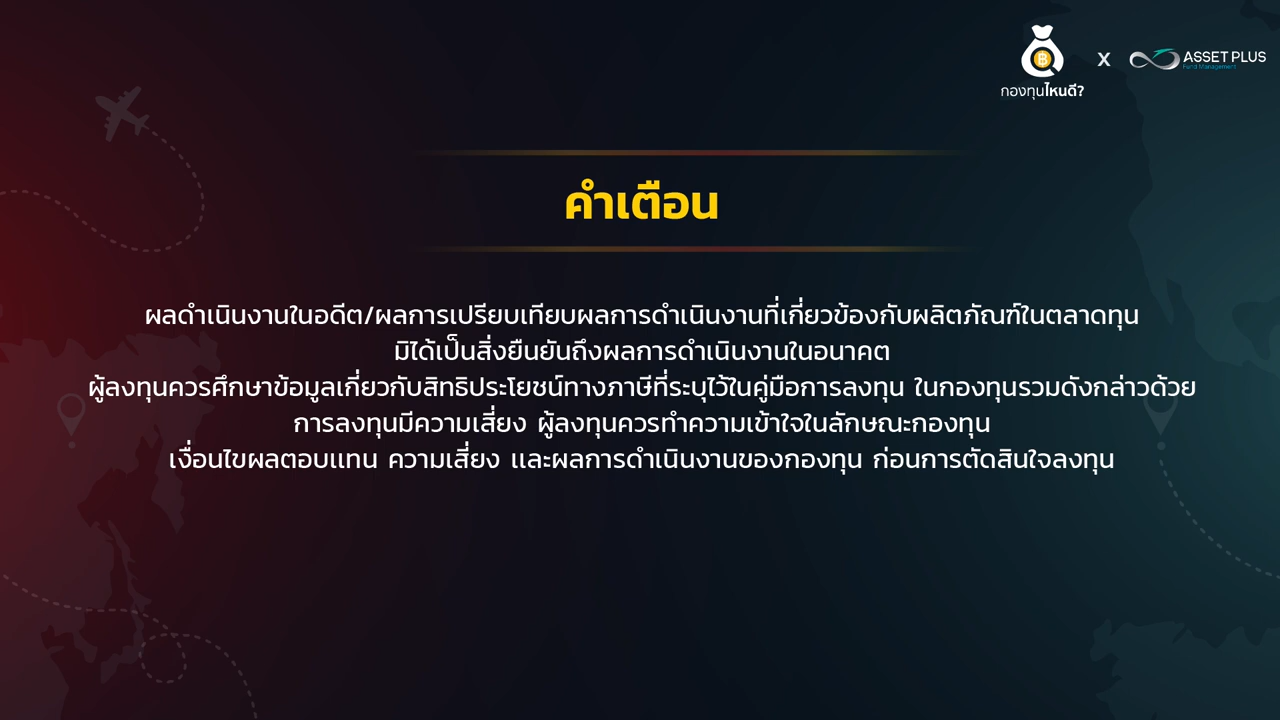 กองทุนไหนดี?
X
ASSET PLUS
Fund Management
คำเตือน
ผลดำเนินงานในอดีต/ผลการเปรียบเทียบผลการดำเนินงานที่เกี่ยวข้องกับผลิตภัณฑ์ในตลาดทุน
มิได้เป็นสิ่งยืนยันถึงผลการดำเนินงานในอนาคต
ผู้ลงทุนควรศึกษาข้อมูลเกี่ยวกับสิทธิประโยชน์ทางภาษีที่ระบุไว้ในคู่มือการลงทุน ในกองทุนรวมดังกล่าวด้วย
การลงทุนมีความเสี่ยง ผู้ลงทุนควรทำความเข้าใจในลักษณะกองทุน
เงื่อนไขผลตอบแทน ความเสี่ยง และผลการดำเนินงานของกองทุน ก่อนการตัดสินใจลงทุน